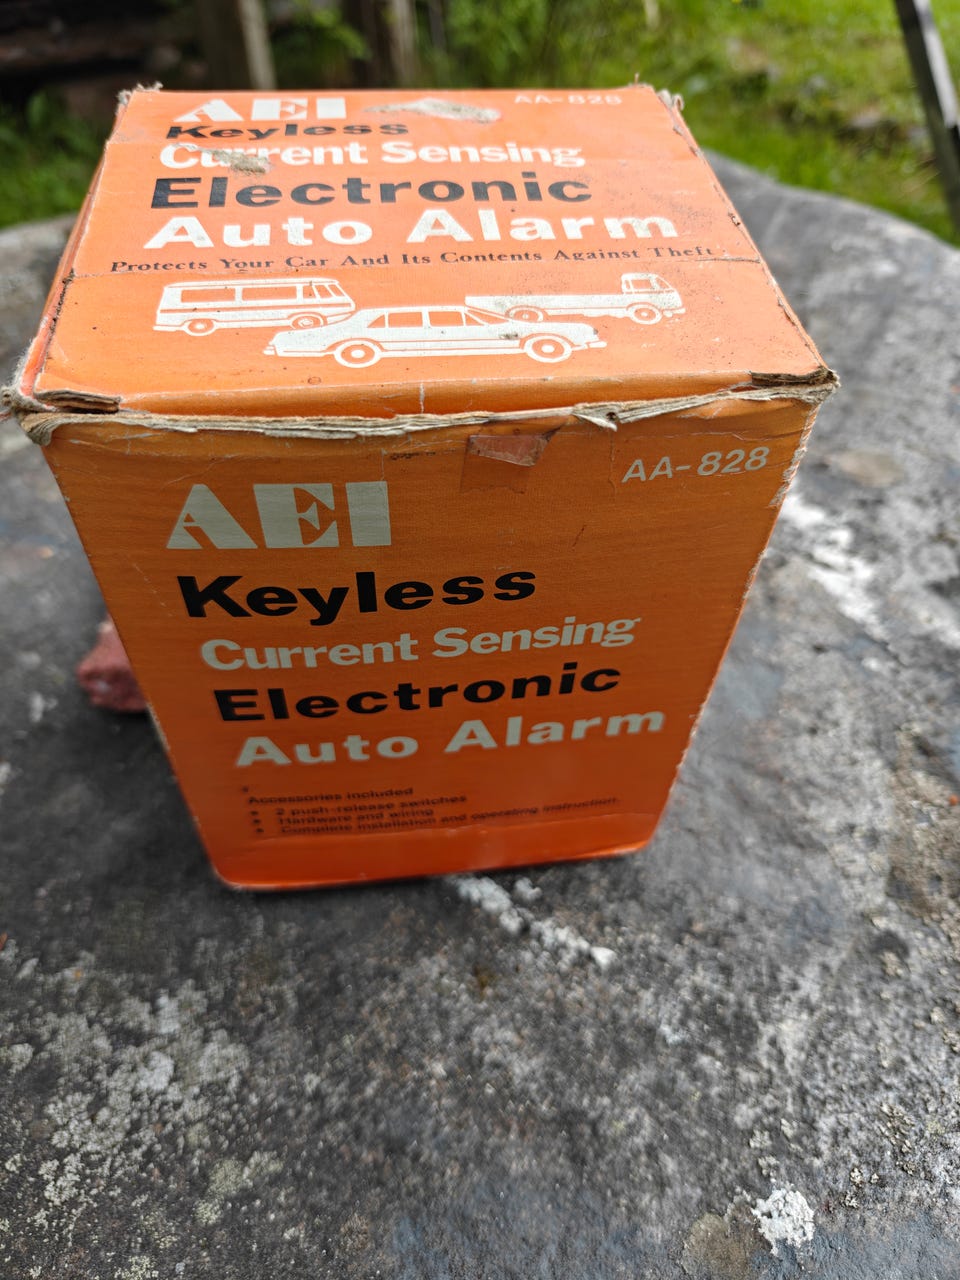 AEI
AA-828
Keyless
Current Sensing
Electronic
Auto Alarm
Protects Your Car And Its Contents Against Theft
AEI
AA-828
Keyless
Current Sensing
Electronic
Auto Alarm
Accessories included
• 2 push-release switches
• Hardware and wiring
• Complete installation and operating instruction.